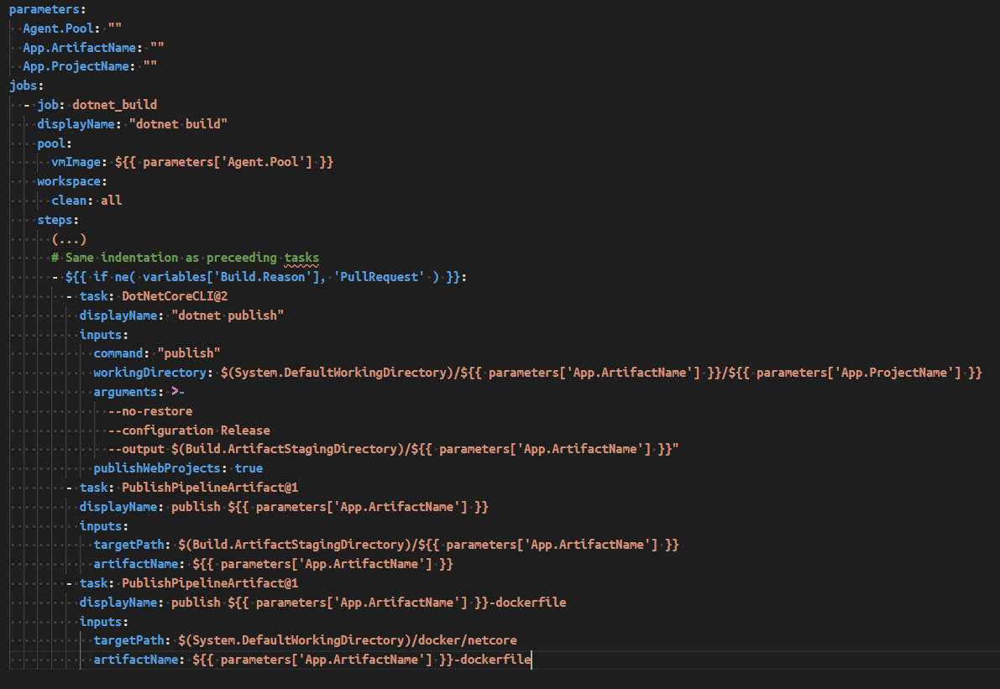 parameters:
  Agent.Pool: ""
  App.ArtifactName: ""
  App.ProjectName: ""
jobs:
  - job: dotnet_build
    displayName: "dotnet build"
    pool:
      vmImage: ${{ parameters['Agent.Pool'] }}
    workspace:
      clean: all
    steps:
      (...)
      # Same indentation as preceeding tasks
      - ${{ if ne( variables['Build.Reason'], 'PullRequest' ) }}:
        - task: DotNetCoreCLI@2
          displayName: "dotnet publish"
          inputs:
            command: "publish"
            workingDirectory: $(System.DefaultWorkingDirectory)/${{ parameters['App.ArtifactName'] }}/${{ parameters['App.ProjectName'] }}
            arguments: >-
              --no-restore
              --configuration Release
              --output $(Build.ArtifactStagingDirectory)/${{ parameters['App.ArtifactName'] }}"
            publishWebProjects: true
        - task: PublishPipelineArtifact@1
          displayName: publish ${{ parameters['App.ArtifactName'] }}
          inputs:
            targetPath: $(Build.ArtifactStagingDirectory)/${{ parameters['App.ArtifactName'] }}
            artifactName: ${{ parameters['App.ArtifactName'] }}
        - task: PublishPipelineArtifact@1
          displayName: publish ${{ parameters['App.ArtifactName'] }}-dockerfile
          inputs:
            targetPath: $(System.DefaultWorkingDirectory)/docker/netcore
            artifactName: ${{ parameters['App.ArtifactName'] }}-dockerfile